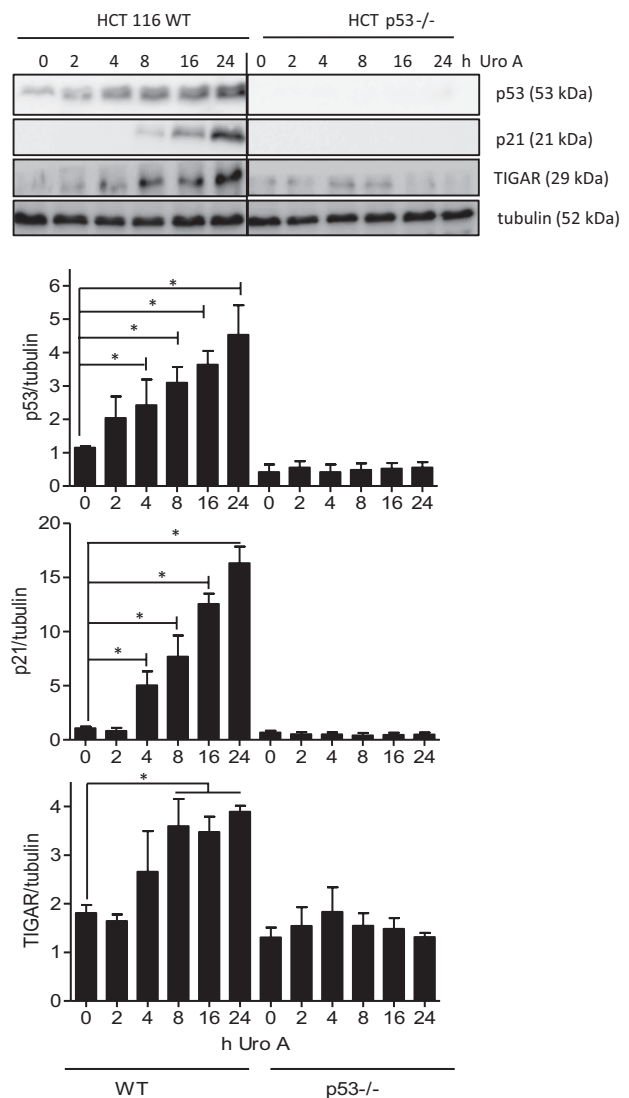 HCT 116 WT HCT p53-/-
0 2 4 8 16 24 0 2 4 8 16 24 h Uro A
p53 (53 kDa)
p21 (21 kDa)
TIGAR (29 kDa)
tubulin (52 kDa)
p53/tubulin
6
5
4
3
2
1
0
* * * *
0 2 4 8 16 24 0 2 4 8 16 24
p21/tubulin
20
15
10
5
0
* * * *
0 2 4 8 16 24 0 2 4 8 16 24
TIGAR/tubulin
4
3
2
1
0
*
0 2 4 8 16 24 0 2 4 8 16 24
h Uro A
WT p53-/-